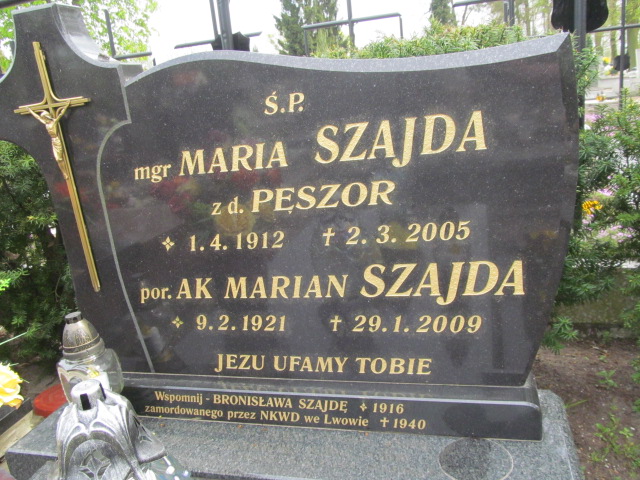 Ś.P.
mgr MARIA SZAJDA
z d. PĘSZOR
✧ 1.4.1912 ✝ 2.3.2005
por. AK MARIAN SZAJDA
✧ 9.2.1921 ✝ 29.1.2009
JEZU UFAMY TOBIE
Wspomnij - BRONISŁAWA SZAJDĘ ✧ 1916
zamordowanego przez NKWD we Lwowie ✝ 1940